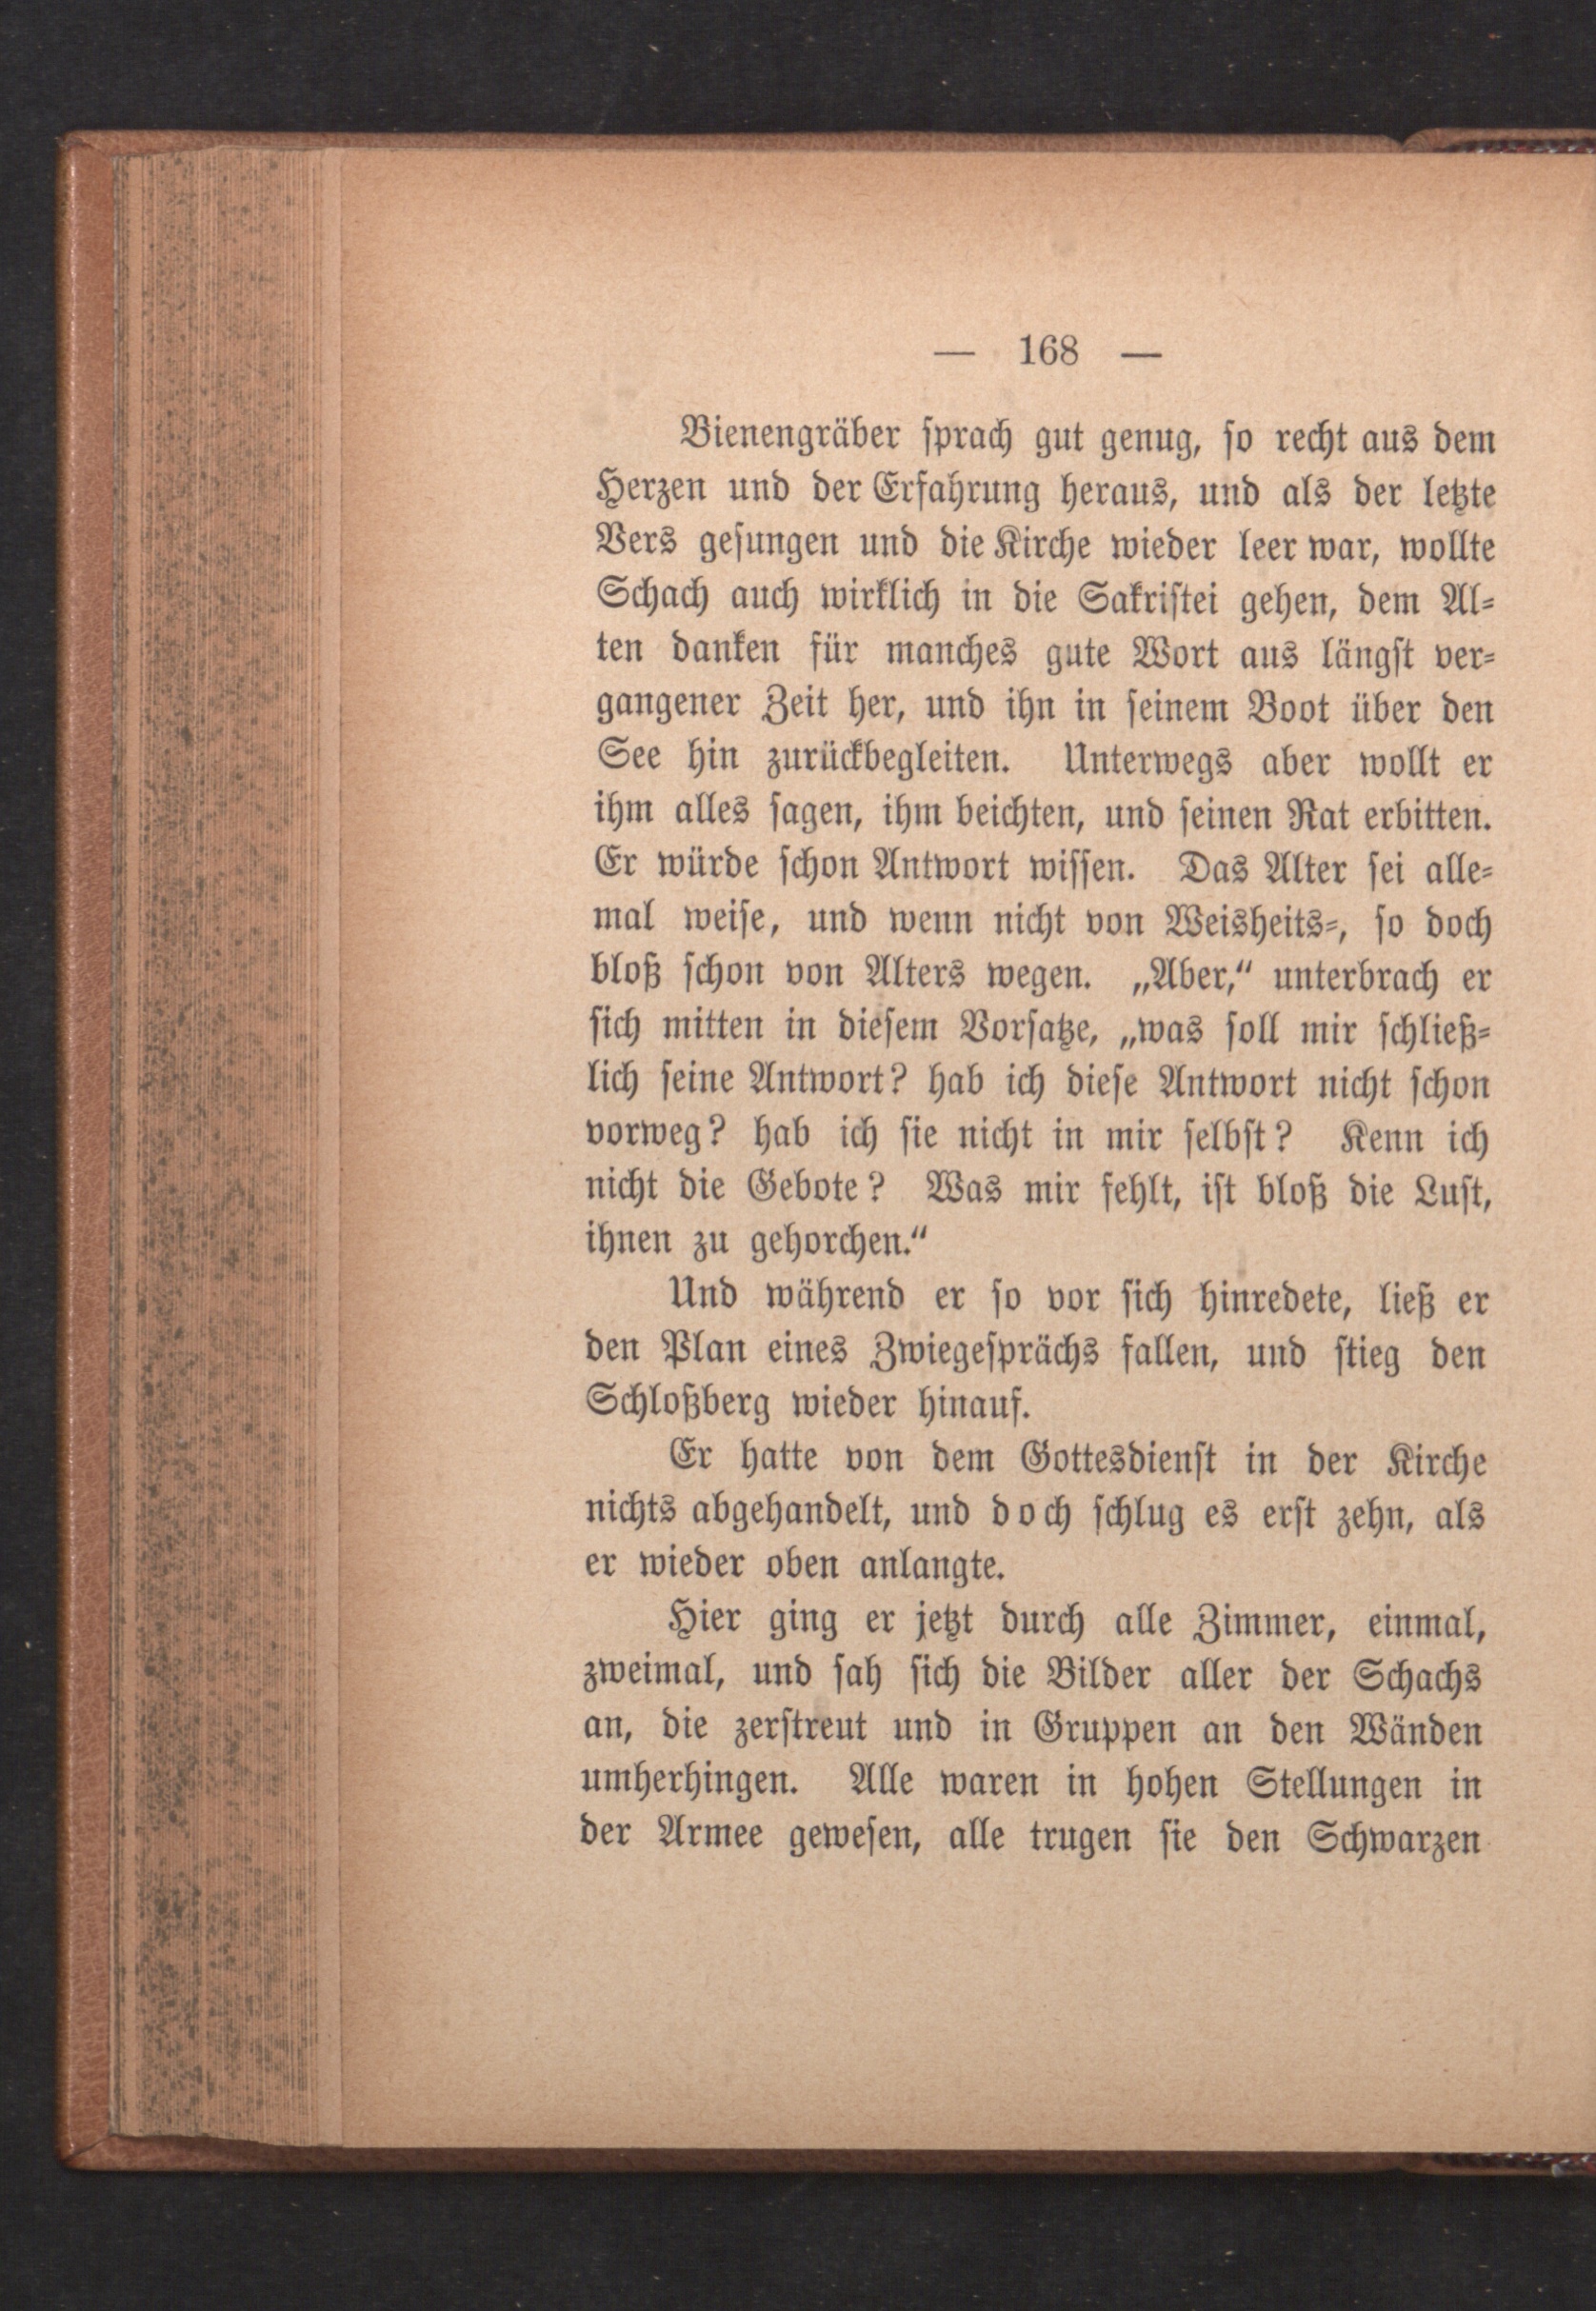 — 168 —
Bienengräber ſprach gut genug, ſo recht aus dem
Herzen und der Erfahrung heraus, und als der letzte
Vers geſungen und die Kirche wieder leer war, wollte
Schach auch wirklich in die Sakriſtei gehen, dem Al-
ten danken für manches gute Wort aus längſt ver-
gangener Zeit her, und ihn in ſeinem Boot über den
See hin zurückbegleiten. Unterwegs aber wollt er
ihm alles ſagen, ihm beichten, und ſeinen Rat erbitten.
Er würde ſchon Antwort wiſſen. Das Alter ſei alle-
mal weiſe, und wenn nicht von Weisheits-, ſo doch
bloß ſchon von Alters wegen. „Aber,“ unterbrach er
ſich mitten in dieſem Vorſatze, „was ſoll mir ſchließ-
lich ſeine Antwort? hab ich dieſe Antwort nicht ſchon
vorweg? hab ich ſie nicht in mir ſelbſt? Kenn ich
nicht die Gebote? Was mir fehlt, iſt bloß die Luſt,
ihnen zu gehorchen.“
Und während er ſo vor ſich hinredete, ließ er
den Plan eines Zwiegeſprächs fallen, und ſtieg den
Schloßberg wieder hinauf.
Er hatte von dem Gottesdienſt in der Kirche
nichts abgehandelt, und doch ſchlug es erſt zehn, als
er wieder oben anlangte.
Hier ging er jetzt durch alle Zimmer, einmal,
zweimal, und ſah ſich die Bilder aller der Schachs
an, die zerſtreut und in Gruppen an den Wänden
umherhingen. Alle waren in hohen Stellungen in
der Armee geweſen, alle trugen ſie den Schwarzen